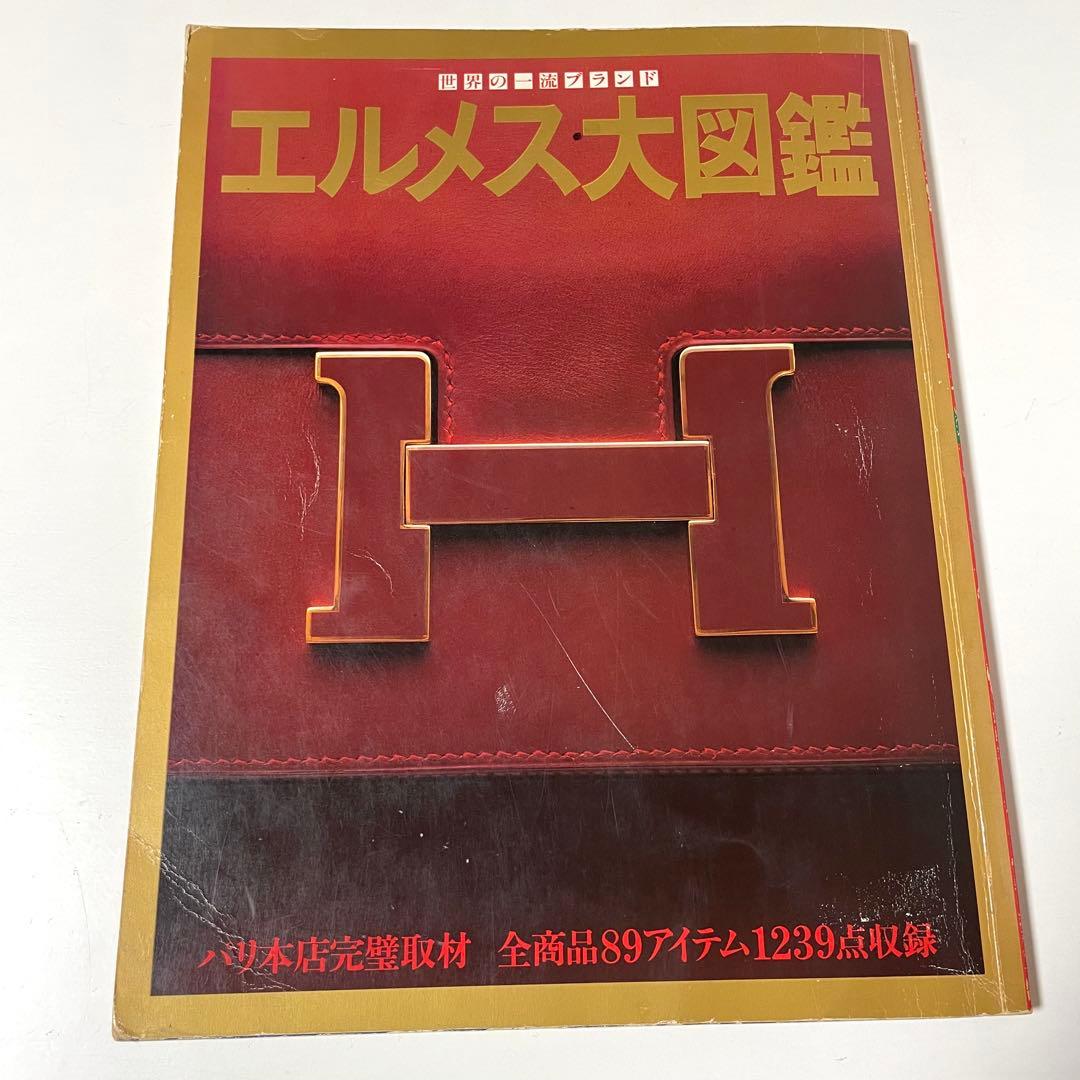 世界の一流ブランド
エルメス大図鑑
パリ本店完璧取材 全商品89アイテム1239点収録